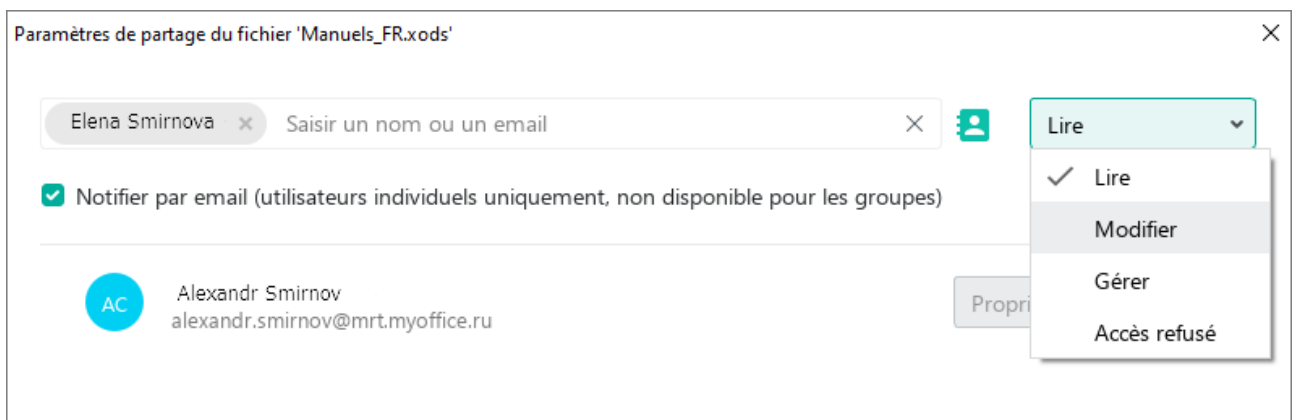 Paramètres de partage du fichier 'Manuels_FR.xods'
Elena Smirnova Saisir un nom ou un email Lire
Lire
Notifier par email (utilisateurs individuels uniquement, non disponible pour les groupes)
Modifier
Gérer
AC Alexandr Smirnov
alexandr.smirnov@mrt.myoffice.ru
Propri
Accès refusé